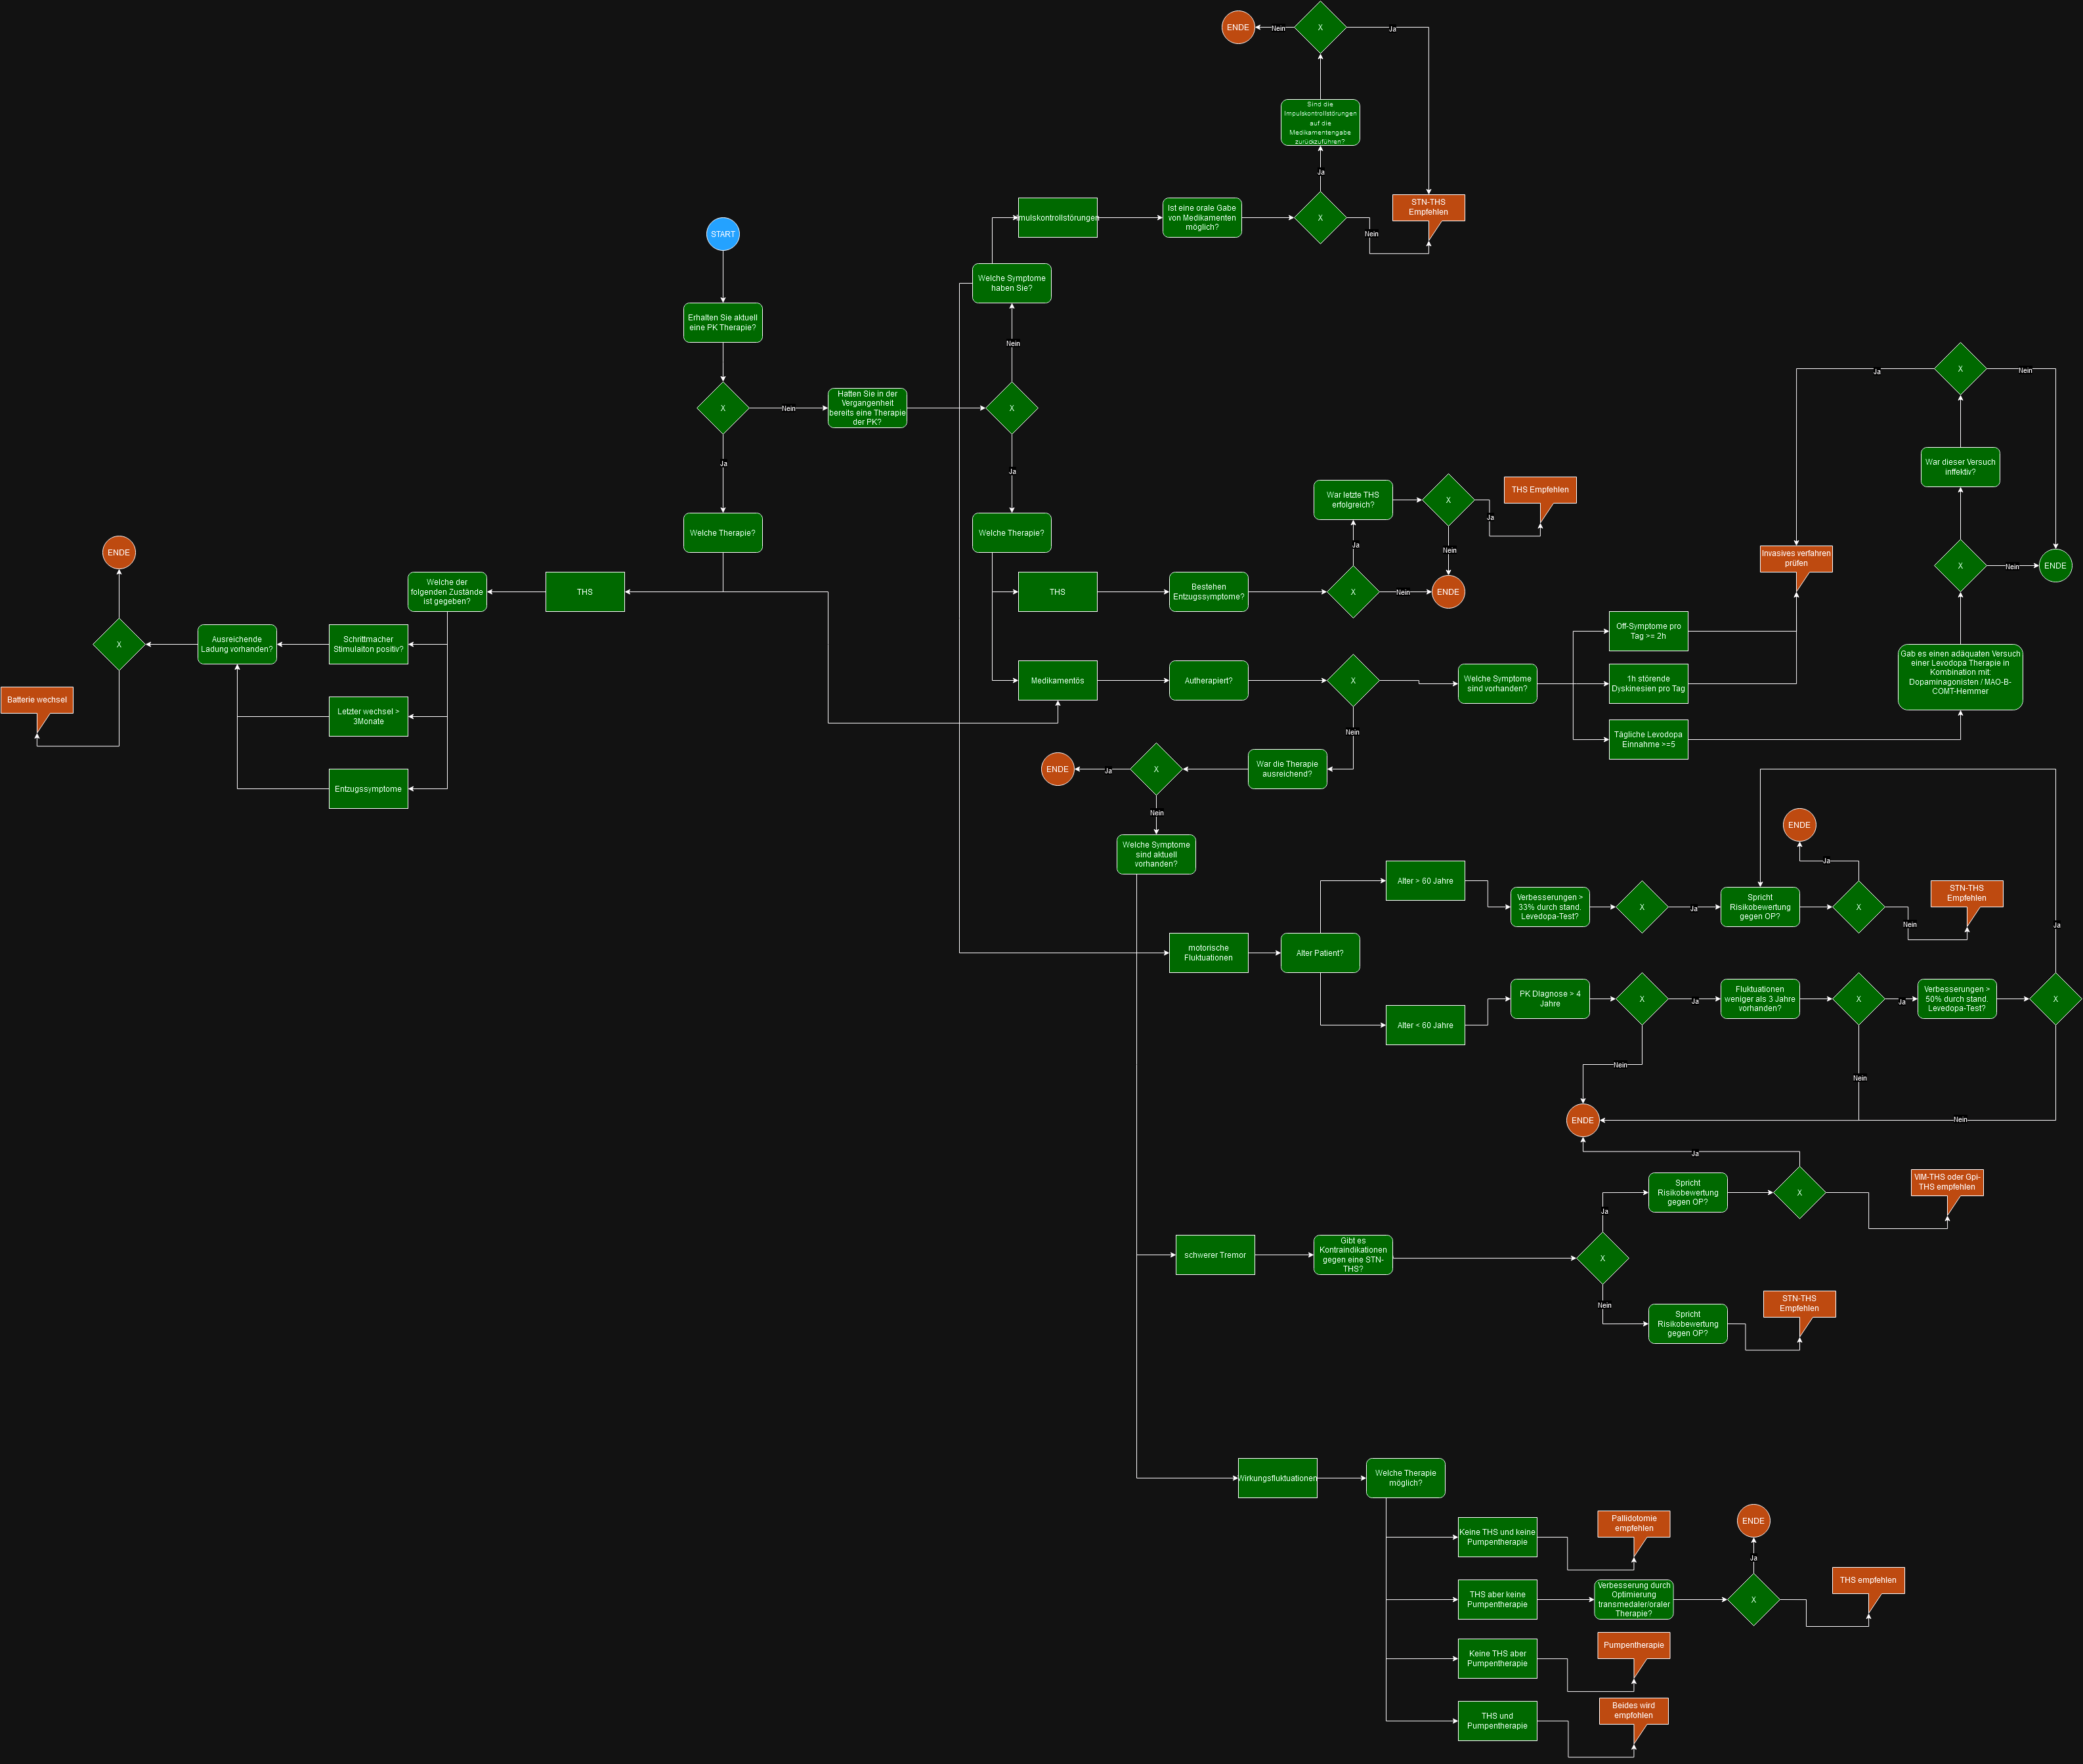 ENDE
Nein
X
Ja
Sind die
Impulskontrollstörungen
auf die
Medikamentengabe
zurückzuführen?
Ja
STN-THS
Empfehlen
mulskontrollstörungen
Ist eine orale Gabe
von Medikamenten
möglich?
X
Nein
START
Welche Symptome
haben Sie?
Erhalten Sie aktuell
eine PK Therapie?
Nein
X
Nein
Hatten Sie in der
Vergangenheit
bereits eine Therapie
der PK?
X
Ja
Ja
Welche Therapie?
Welche Therapie?
Ja
X
Nein
War dieser Versuch
inffektiv?
War letzte THS
erfolgreich?
X
THS Empfehlen
Ja
Ja
Nein
ENDE
Invasives verfahren
prüfen
X
Nein
ENDE
Welche der
folgenden Zustände
ist gegeben?
THS
THS
Bestehen
Entzugssymptome?
X
Nein
ENDE
Off-Symptome pro
Tag >= 2h
X
Ausreichende
Ladung vorhanden?
Schrittmacher
Stimulaiton positiv?
Medikamentös
Autherapiert?
X
Welche Symptome
sind vorhanden?
1h störende
Dyskinesien pro Tag
Gab es einen adäquaten Versuch
einer Levodopa Therapie in
Kombination mit:
Dopaminagonisten / MAO-B-
COMT-Hemmer
Batterie wechsel
Letzter wechsel >
3Monate
Nein
Tägliche Levodopa
Einnahme >=5
Entzugssymptome
ENDE
Ja
X
War die Therapie
ausreichend?
Nein
Welche Symptome
sind aktuell
vorhanden?
ENDE
Ja
Alter > 60 Jahre
Verbesserungen >
33% durch stand.
Levedopa-Test?
X
Ja
Spricht
Risikobewertung
gegen OP?
X
Nein
STN-THS
Empfehlen
Ja
motorische
Fluktuationen
Alter Patient?
Alter < 60 Jahre
PK DIagnose > 4
Jahre
X
Ja
Fluktuationen
weniger als 3 Jahre
vorhanden?
X
Ja
Verbesserungen >
50% durch stand.
Levedopa-Test?
X
Nein
Nein
Nein
ENDE
Ja
Spricht
Risikobewertung
gegen OP?
X
VIM-THS oder Gpi-
THS empfehlen
Ja
schwerer Tremor
Gibt es
Kontraindikationen
gegen eine STN-
THS?
X
Nein
Spricht
Risikobewertung
gegen OP?
STN-THS
Empfehlen
Wirkungsfluktuationen
Welche Therapie
möglich?
Keine THS und keine
Pumpentherapie
Pallidotomie
empfehlen
ENDE
Ja
THS aber keine
Pumpentherapie
Verbesserung durch
Optimierung
transmedaler/oraler
Therapie?
X
THS empfehlen
Keine THS aber
Pumpentherapie
Pumpentherapie
THS und
Pumpentherapie
Beides wird
empfohlen